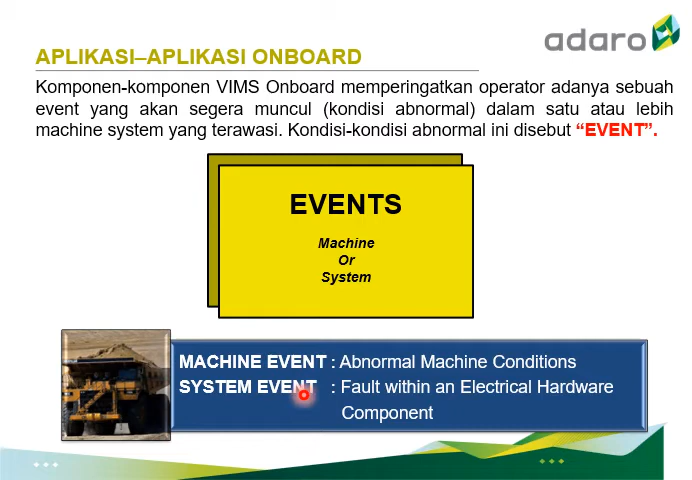 adaro
APLIKASI–APLIKASI ONBOARD
Komponen-komponen VIMS Onboard memperingatkan operator adanya sebuah
event yang akan segera muncul (kondisi abnormal) dalam satu atau lebih
machine system yang terawasi. Kondisi-kondisi abnormal ini disebut “EVENT”.
EVENTS
Machine
Or
System
MACHINE EVENT : Abnormal Machine Conditions
SYSTEM EVENT : Fault within an Electrical Hardware
Component